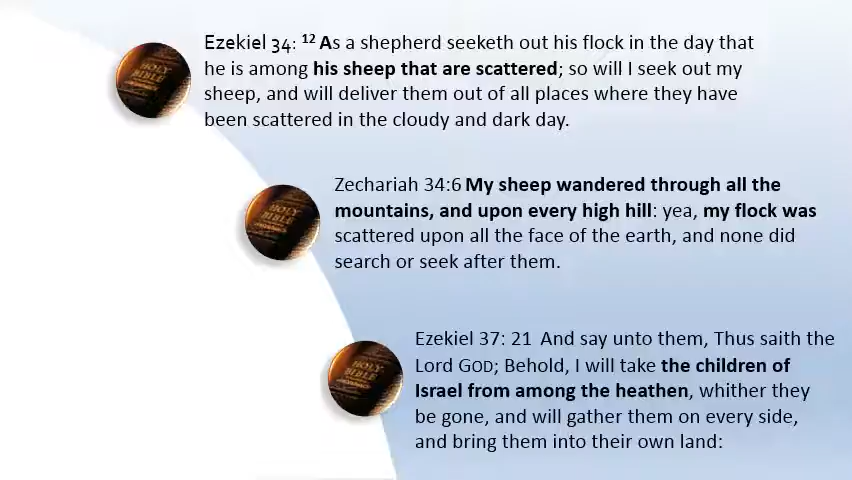 Ezekiel 34: 12 As a shepherd seeketh out his flock in the day that
he is among his sheep that are scattered; so will I seek out my
sheep, and will deliver them out of all places where they have
been scattered in the cloudy and dark day.
HOLY
BIBLE
Zechariah 34:6 My sheep wandered through all the
mountains, and upon every high hill: yea, my flock was
scattered upon all the face of the earth, and none did
search or seek after them.
HOLY
BIBLE
Ezekiel 37: 21 And say unto them, Thus saith the
Lord GOD; Behold, I will take the children of
Israel from among the heathen, whither they
be gone, and will gather them on every side,
and bring them into their own land:
HOLY
BIBLE